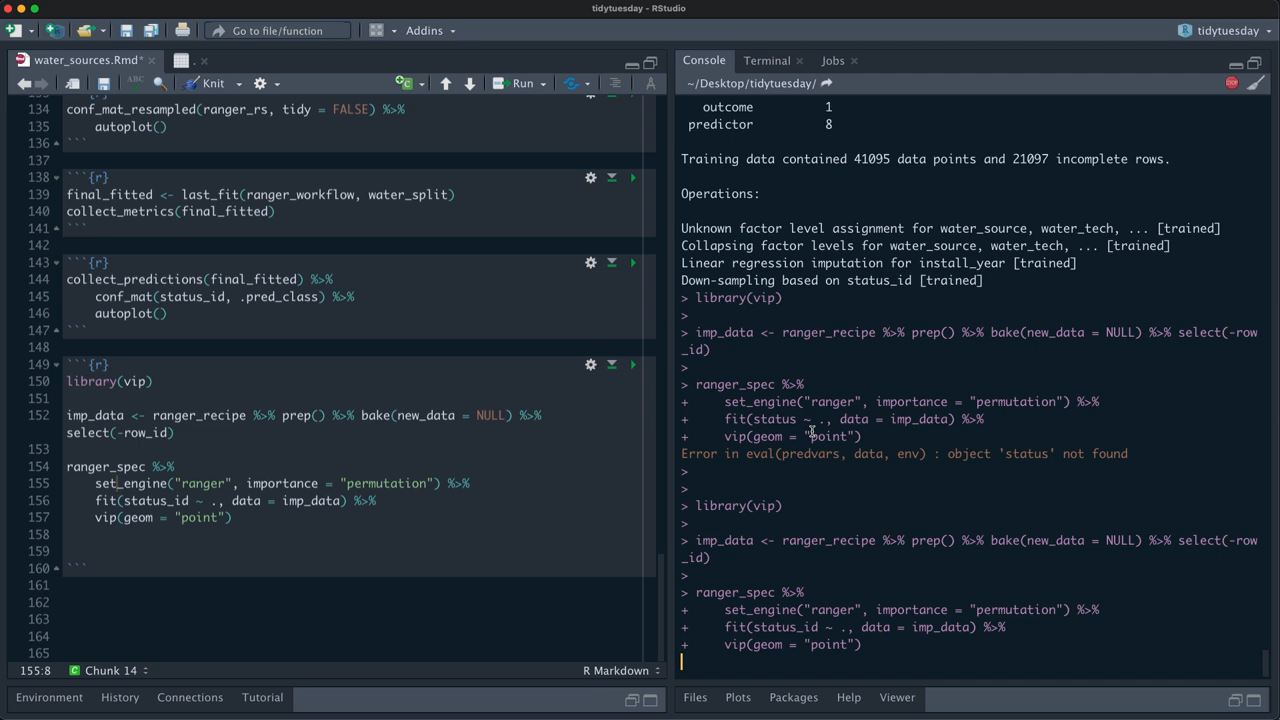 tidytuesday - RStudio
Go to file/function
Addins
tidytuesday
water_sources.Rmd*
.
ABC
Knit
Run
134 conf_mat_resampled(ranger_rs, tidy = FALSE) %>%
135 autoplot()
136 ```
137
138 ```{r}
139 final_fitted <- last_fit(ranger_workflow, water_split)
140 collect_metrics(final_fitted)
141 ```
142
143 ```{r}
144 collect_predictions(final_fitted) %>%
145 conf_mat(status_id, .pred_class) %>%
146 autoplot()
147 ```
148
149 ```{r}
150 library(vip)
151
152 imp_data <- ranger_recipe %>% prep() %>% bake(new_data = NULL) %>%
select(-row_id)
153
154 ranger_spec %>%
155 set_engine("ranger", importance = "permutation") %>%
156 fit(status_id ~ ., data = imp_data) %>%
157 vip(geom = "point")
158
159
160 ```
161
162
163
164
165
155:8 Chunk 14 R Markdown
Environment History Connections Tutorial
Console Terminal Jobs
~/Desktop/tidytuesday/
outcome 1
predictor 8
Training data contained 41095 data points and 21097 incomplete rows.
Operations:
Unknown factor level assignment for water_source, water_tech, ... [trained]
Collapsing factor levels for water_source, water_tech, ... [trained]
Linear regression imputation for install_year [trained]
Down-sampling based on status_id [trained]
> library(vip)
>
> imp_data <- ranger_recipe %>% prep() %>% bake(new_data = NULL) %>% select(-row
_id)
>
> ranger_spec %>%
+ set_engine("ranger", importance = "permutation") %>%
+ fit(status ~ ., data = imp_data) %>%
+ vip(geom = "point")
Error in eval(predvars, data, env) : object 'status' not found
>
>
> library(vip)
>
> imp_data <- ranger_recipe %>% prep() %>% bake(new_data = NULL) %>% select(-row
_id)
>
> ranger_spec %>%
+ set_engine("ranger", importance = "permutation") %>%
+ fit(status_id ~ ., data = imp_data) %>%
+ vip(geom = "point")
Files Plots Packages Help Viewer